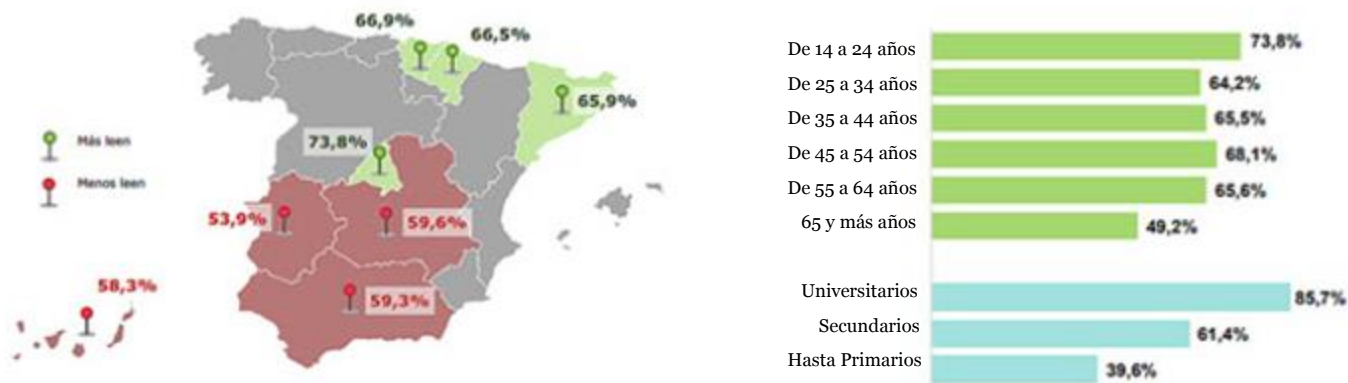 66,9%
66,5%
65,9%
73,8%
Más leen
Menos leen
53,9%
59,6%
58,3%
59,3%
De 14 a 24 años 73,8%
De 25 a 34 años 64,2%
De 35 a 44 años 65,5%
De 45 a 54 años 68,1%
De 55 a 64 años 65,6%
65 y más años 49,2%
Universitarios 85,7%
Secundarios 61,4%
Hasta Primarios 39,6%